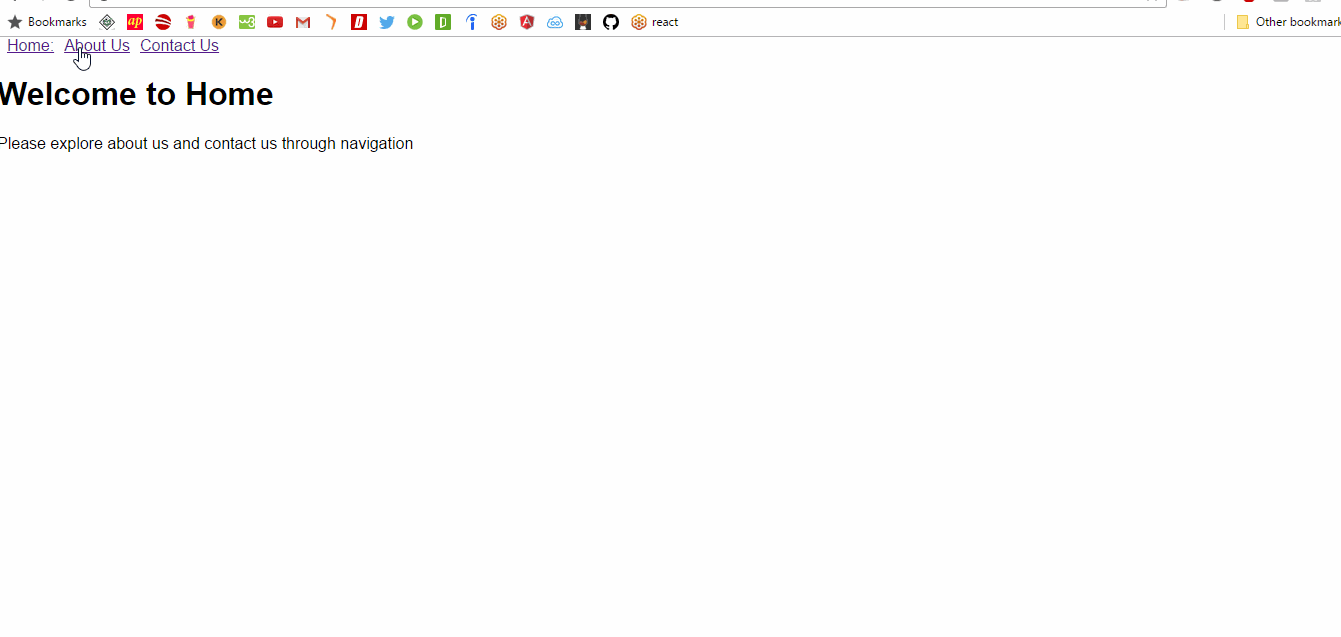 Bookmarks ap K w3 D D react Other bookmark
Home: About Us Contact Us
Welcome to Home
Please explore about us and contact us through navigation